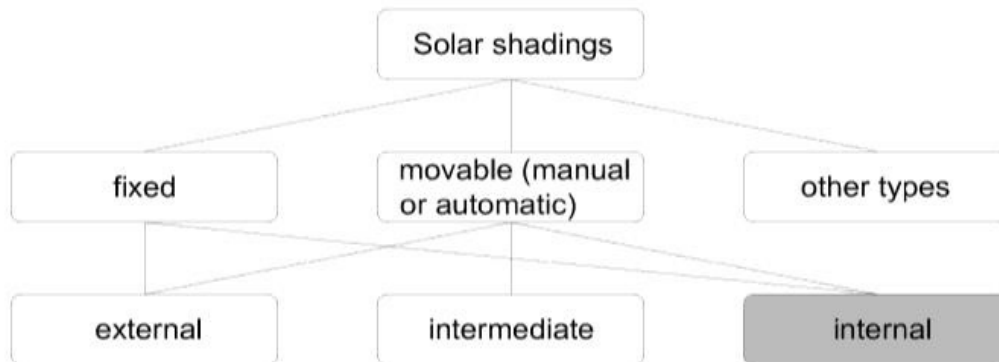 Solar shadings
fixed
movable (manual
or automatic)
other types
external
intermediate
internal